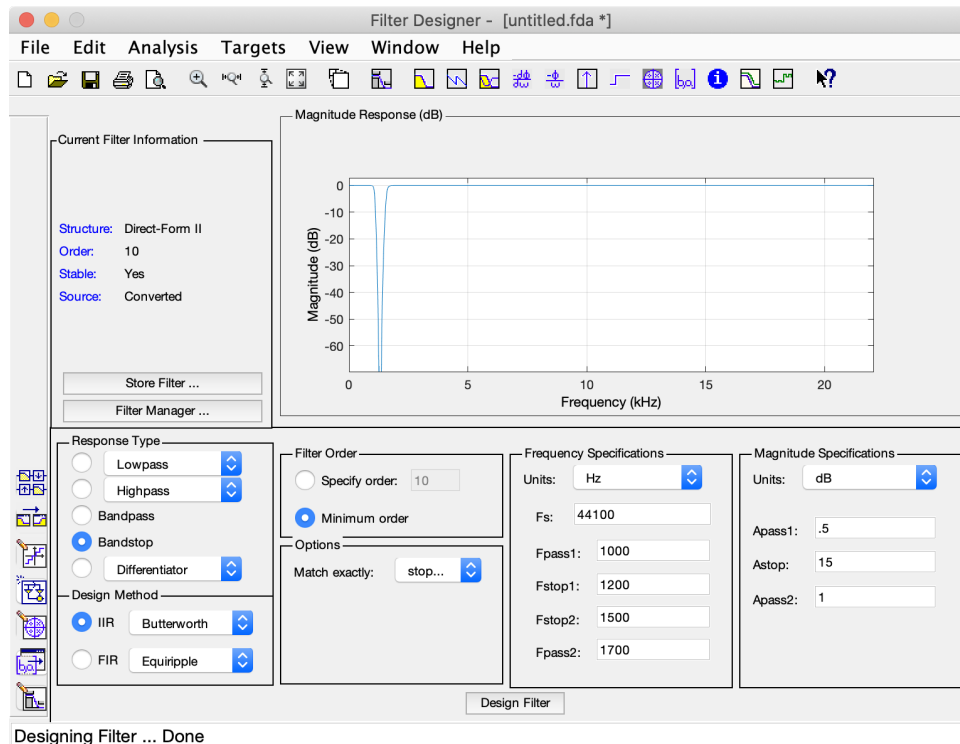 Filter Designer - [untitled.fda *]
File Edit Analysis Targets View Window Help
Magnitude Response (dB)
Current Filter Information
Structure: Direct-Form II
Order: 10
Stable: Yes
Source: Converted
Store Filter ...
Filter Manager ...
0
-10
-20
-30
-40
-50
-60
Magnitude (dB)
0 5 10 15 20
Frequency (kHz)
Response Type
Lowpass
Highpass
Bandpass
Bandstop
Differentiator
Design Method
IIR Butterworth
FIR Equiripple
Filter Order
Specify order: 10
Minimum order
Options
Match exactly: stop...
Frequency Specifications
Units: Hz
Fs: 44100
Fpass1: 1000
Fstop1: 1200
Fstop2: 1500
Fpass2: 1700
Magnitude Specifications
Units: dB
Apass1: .5
Astop: 15
Apass2: 1
Design Filter
Designing Filter ... Done